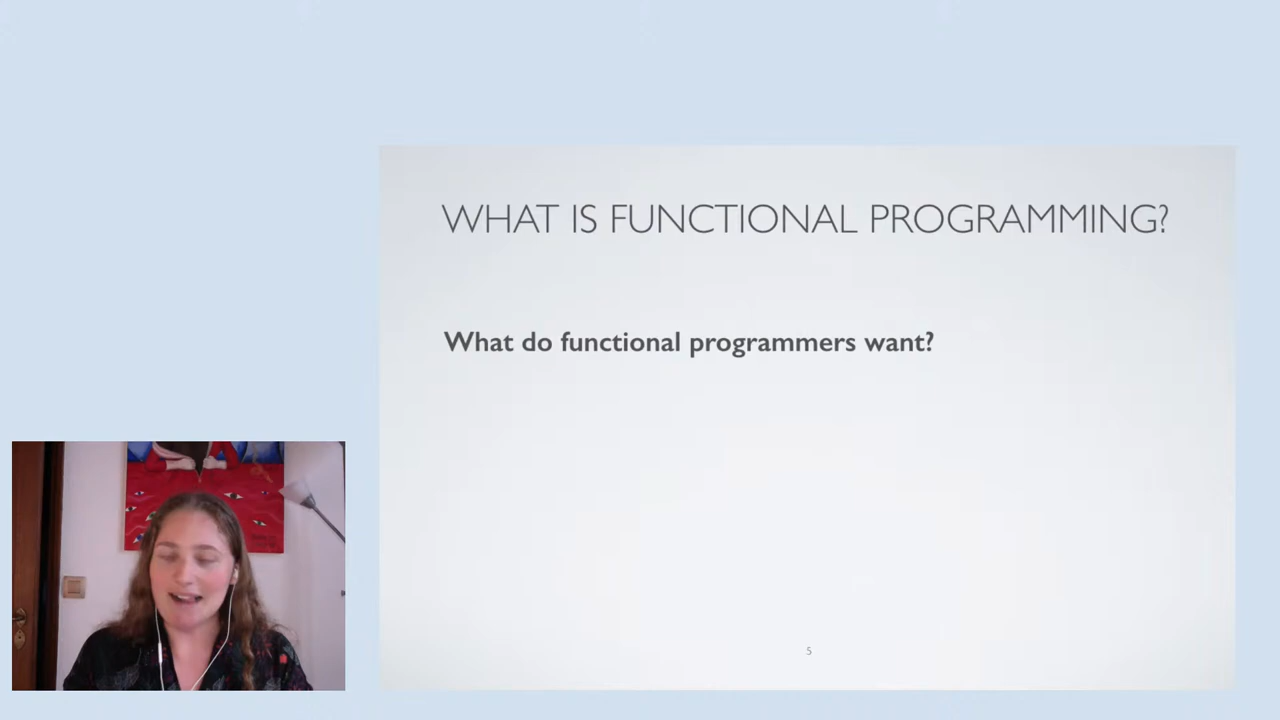 WHAT IS FUNCTIONAL PROGRAMMING?
What do functional programmers want?
5